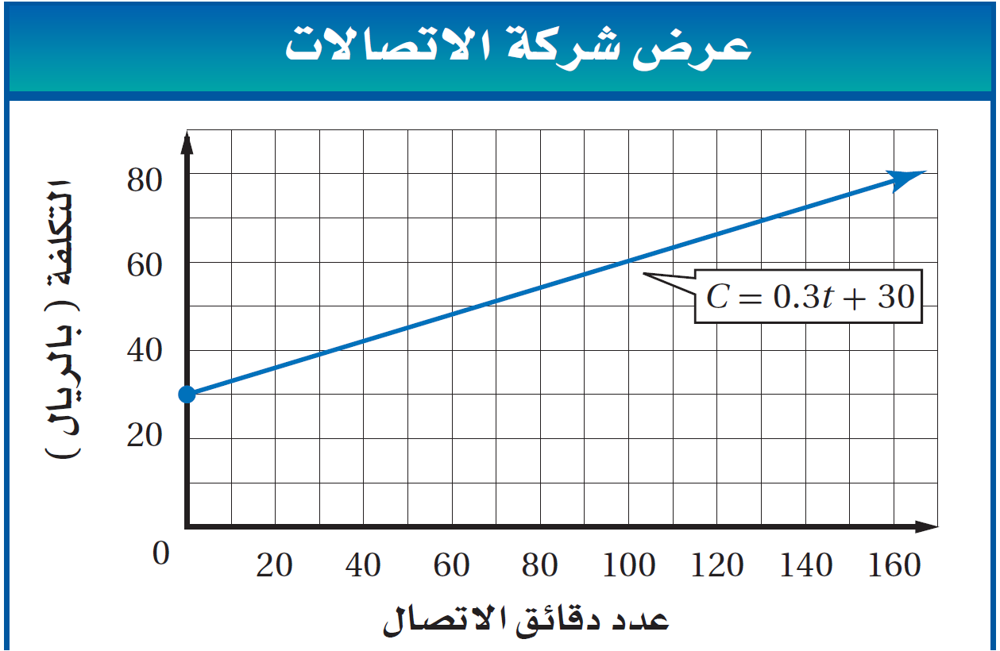 عرض شركة الاتصالات
التكلفة ( بالريال )
80
60
40
20
0
C = 0.3t + 30
20 40 60 80 100 120 140 160
عدد دقائق الاتصال